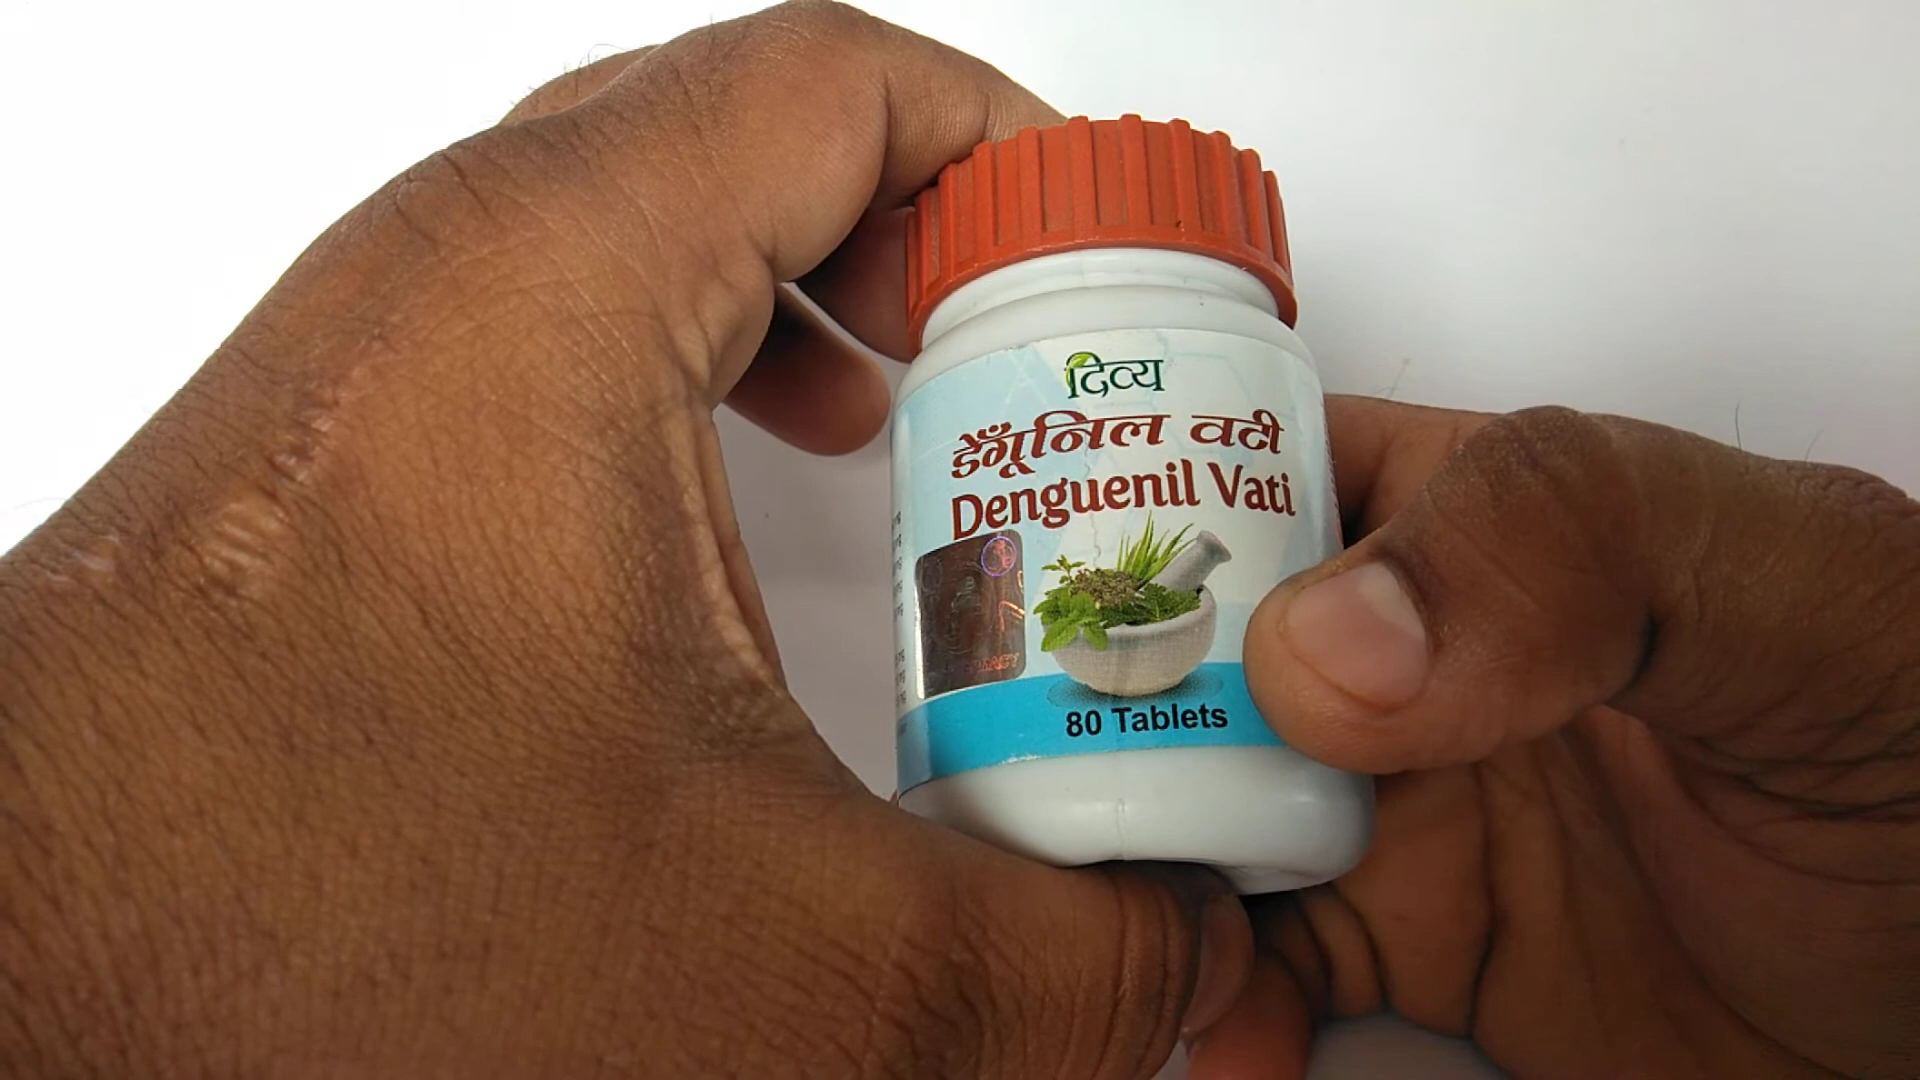 दिव्य
डेँगूनिल वटी
Denguenil Vati
80 Tablets